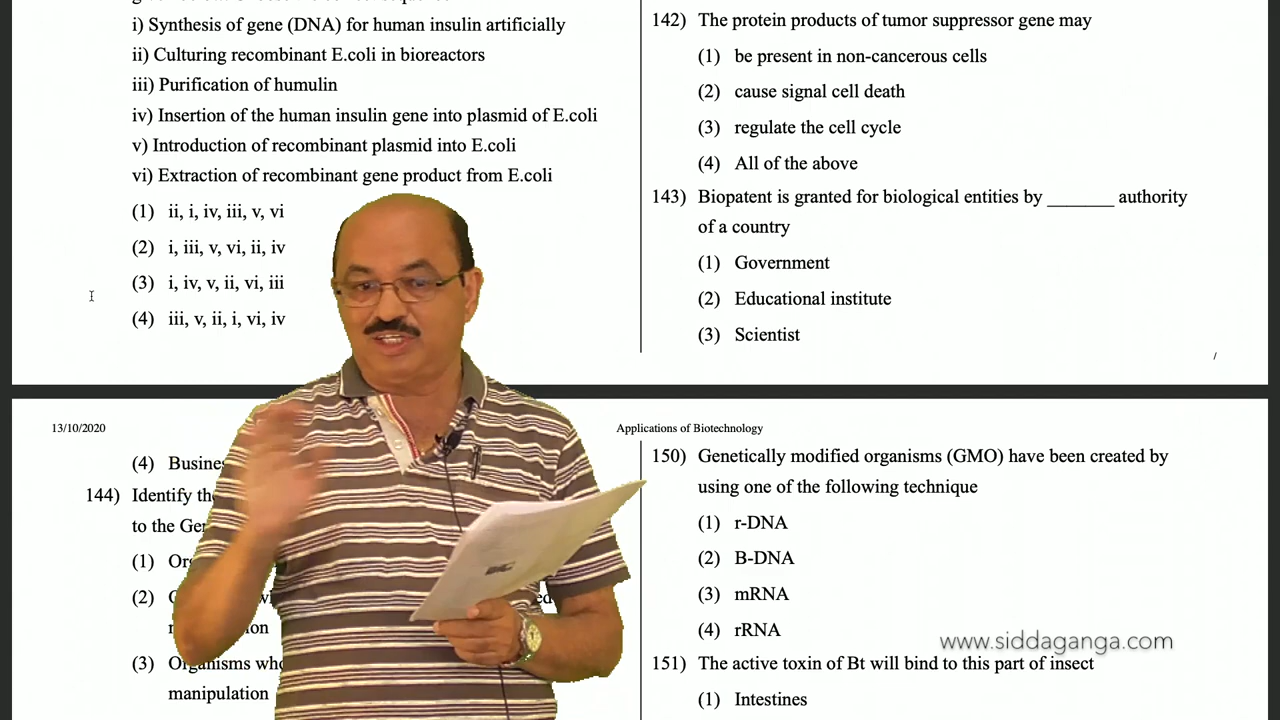 i) Synthesis of gene (DNA) for human insulin artificially
ii) Culturing recombinant E.coli in bioreactors
iii) Purification of humulin
iv) Insertion of the human insulin gene into plasmid of E.coli
v) Introduction of recombinant plasmid into E.coli
vi) Extraction of recombinant gene product from E.coli
(1) ii, i, iv, iii, v, vi
(2) i, iii, v, vi, ii, iv
(3) i, iv, v, ii, vi, iii
(4) iii, v, ii, i, vi, iv
142) The protein products of tumor suppressor gene may
(1) be present in non-cancerous cells
(2) cause signal cell death
(3) regulate the cell cycle
(4) All of the above
143) Biopatent is granted for biological entities by _______ authority
of a country
(1) Government
(2) Educational institute
(3) Scientist
/
13/10/2020
Applications of Biotechnology
(4)
144) Identify
to the
(1)
(2)
(3) Organisms
manipulation
150) Genetically modified organisms (GMO) have been created by
using one of the following technique
(1) r-DNA
(2) B-DNA
(3) mRNA
(4) rRNA
www.siddaganga.com
151) The active toxin of Bt will bind to this part of insect
(1) Intestines